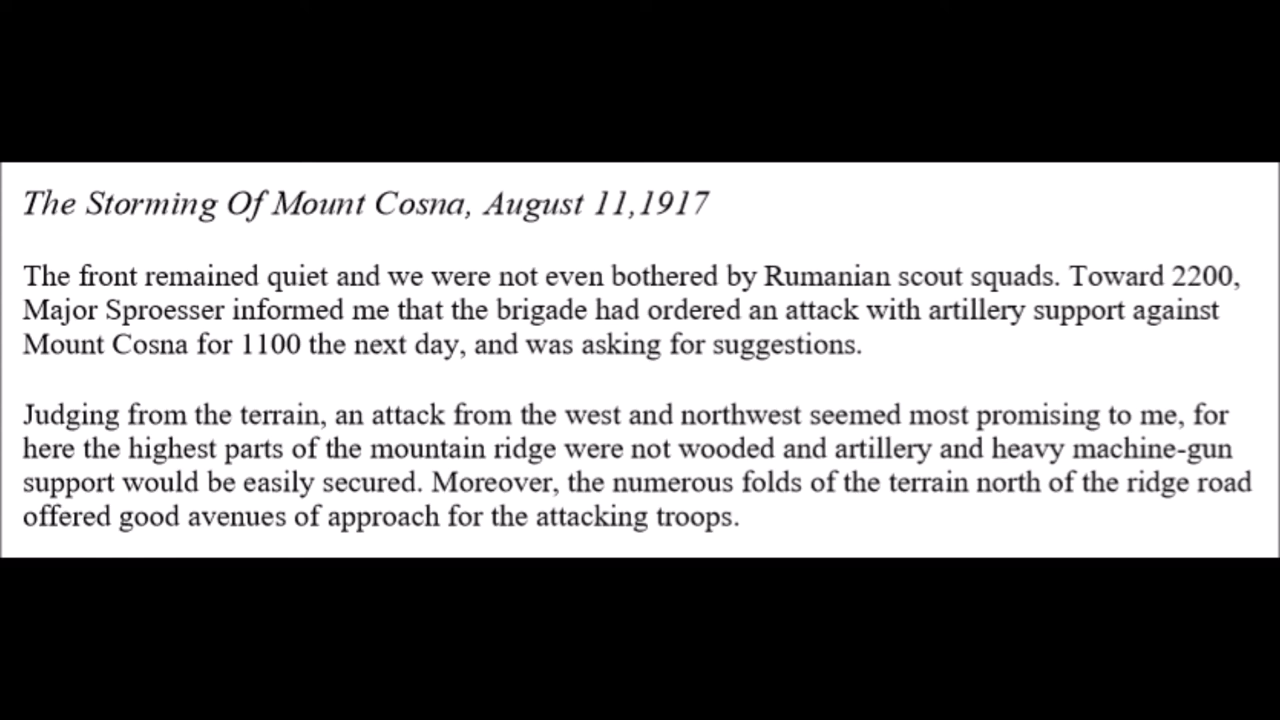 The Storming Of Mount Cosna, August 11,1917
The front remained quiet and we were not even bothered by Rumanian scout squads. Toward 2200,
Major Sproesser informed me that the brigade had ordered an attack with artillery support against
Mount Cosna for 1100 the next day, and was asking for suggestions.
Judging from the terrain, an attack from the west and northwest seemed most promising to me, for
here the highest parts of the mountain ridge were not wooded and artillery and heavy machine-gun
support would be easily secured. Moreover, the numerous folds of the terrain north of the ridge road
offered good avenues of approach for the attacking troops.